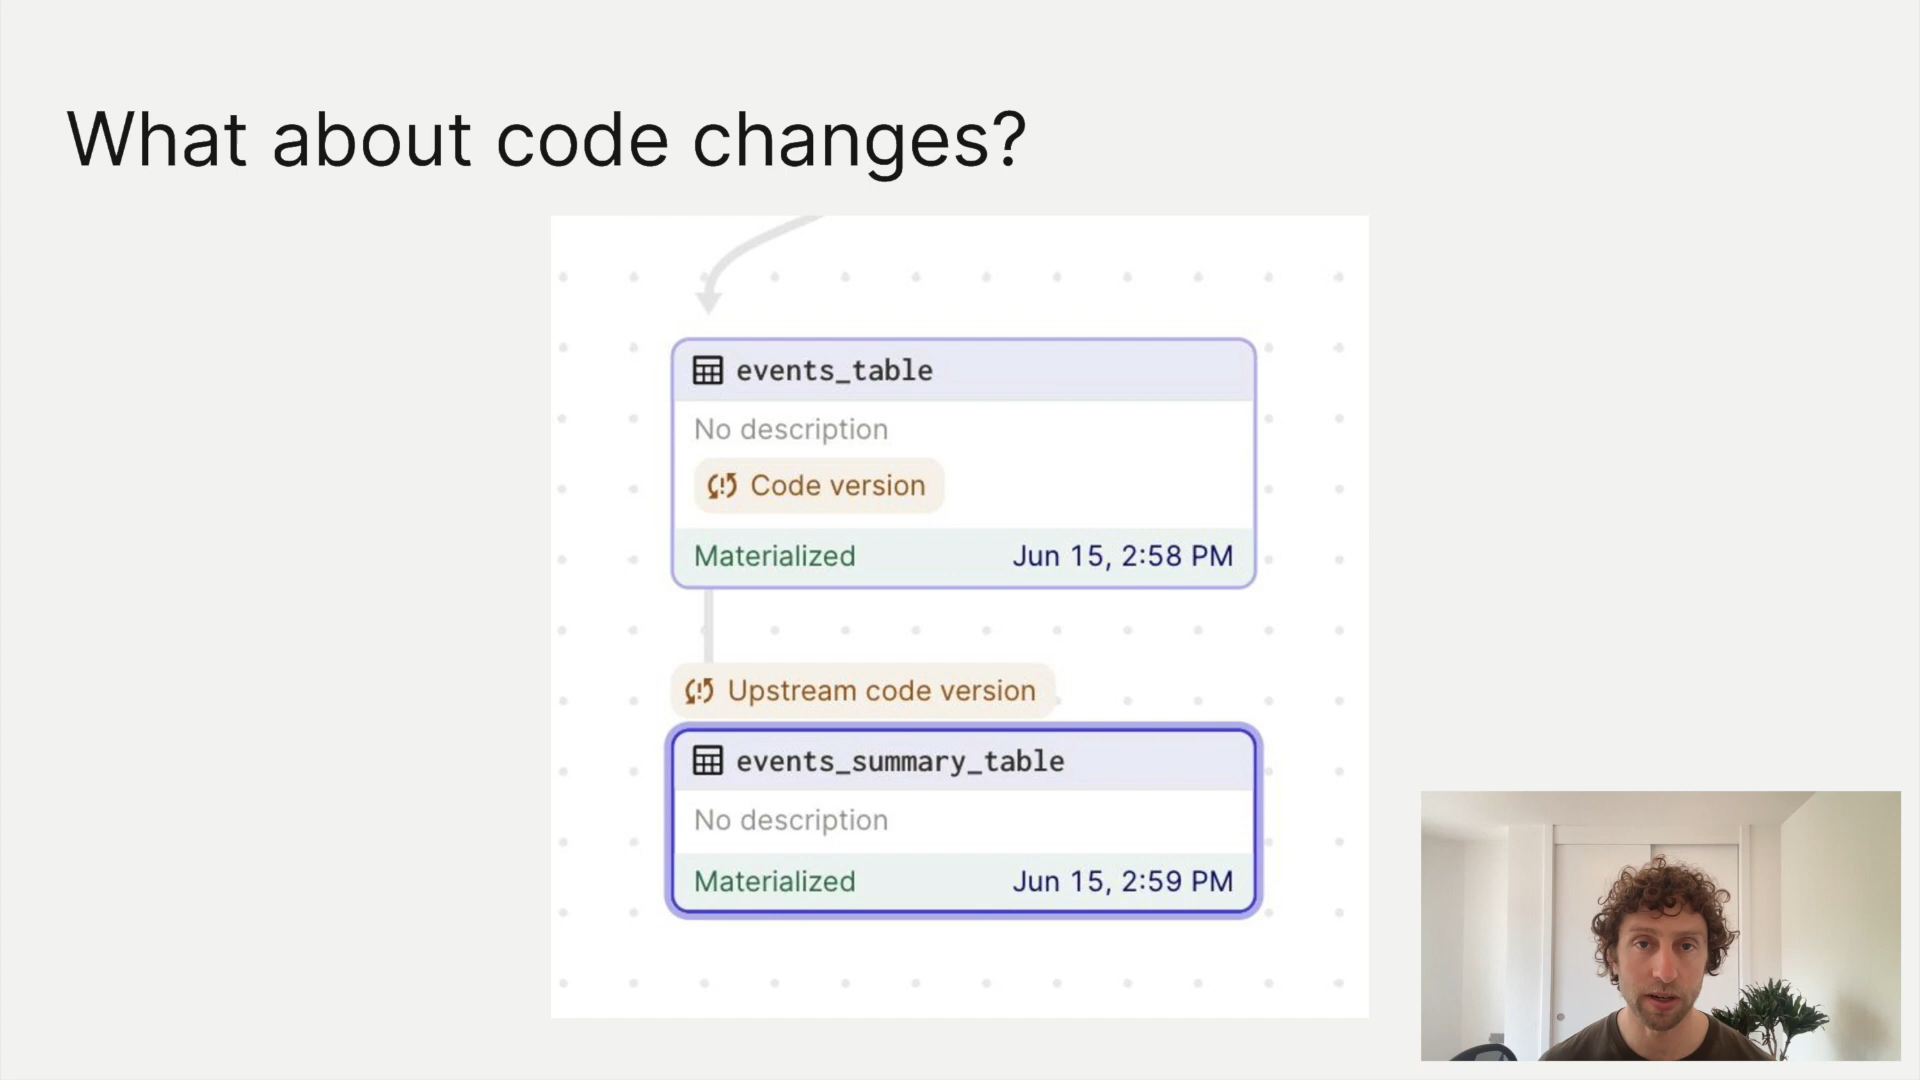 What about code changes?
events_table
No description
Code version
Materialized Jun 15, 2:58 PM
Upstream code version
events_summary_table
No description
Materialized Jun 15, 2:59 PM